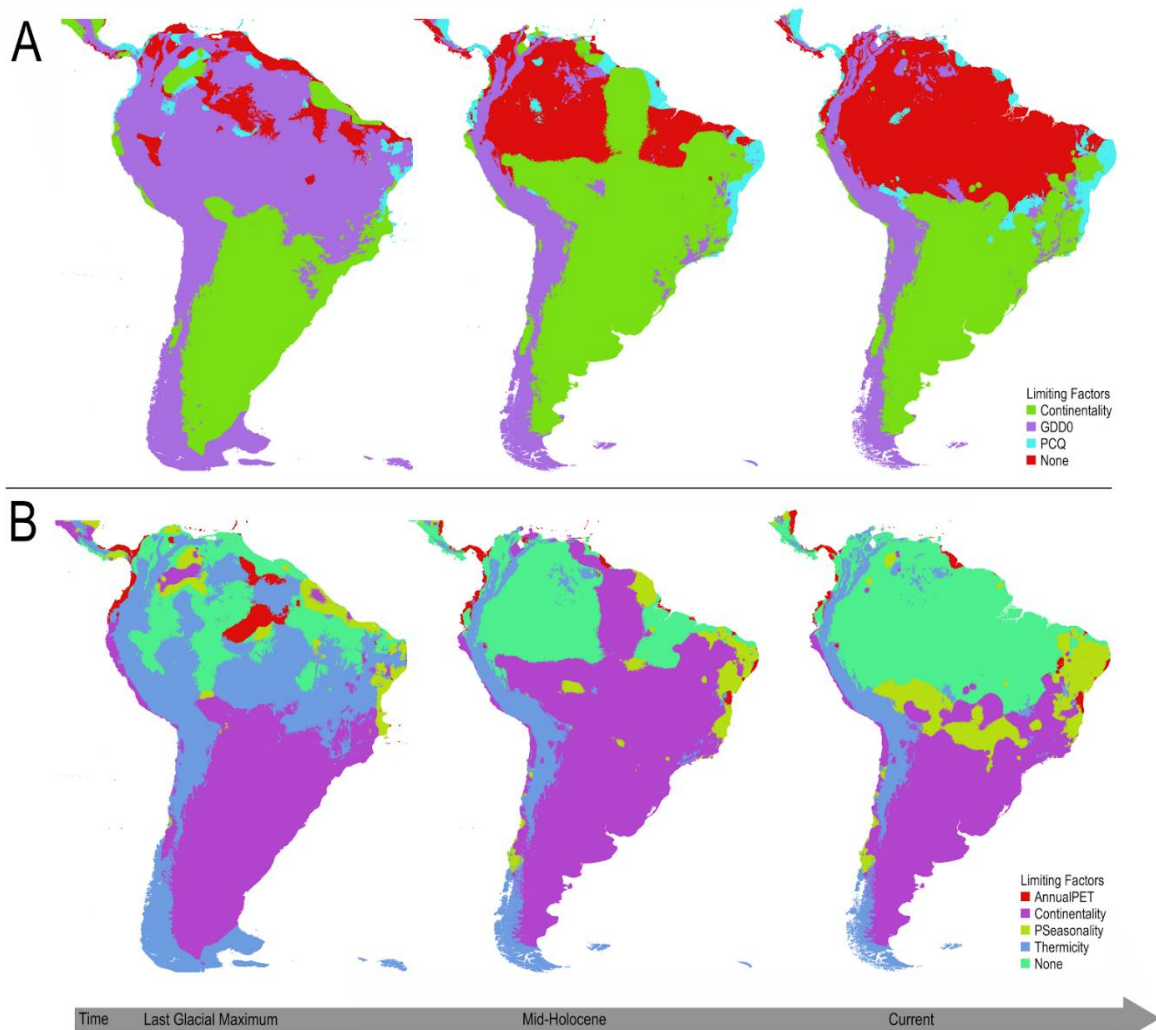 A
Limiting Factors
Continentality
GDD0
PCQ
None
B
Limiting Factors
AnnualPET
Continentality
PSeasonality
Thermicity
None
Time Last Glacial Maximum Mid-Holocene Current